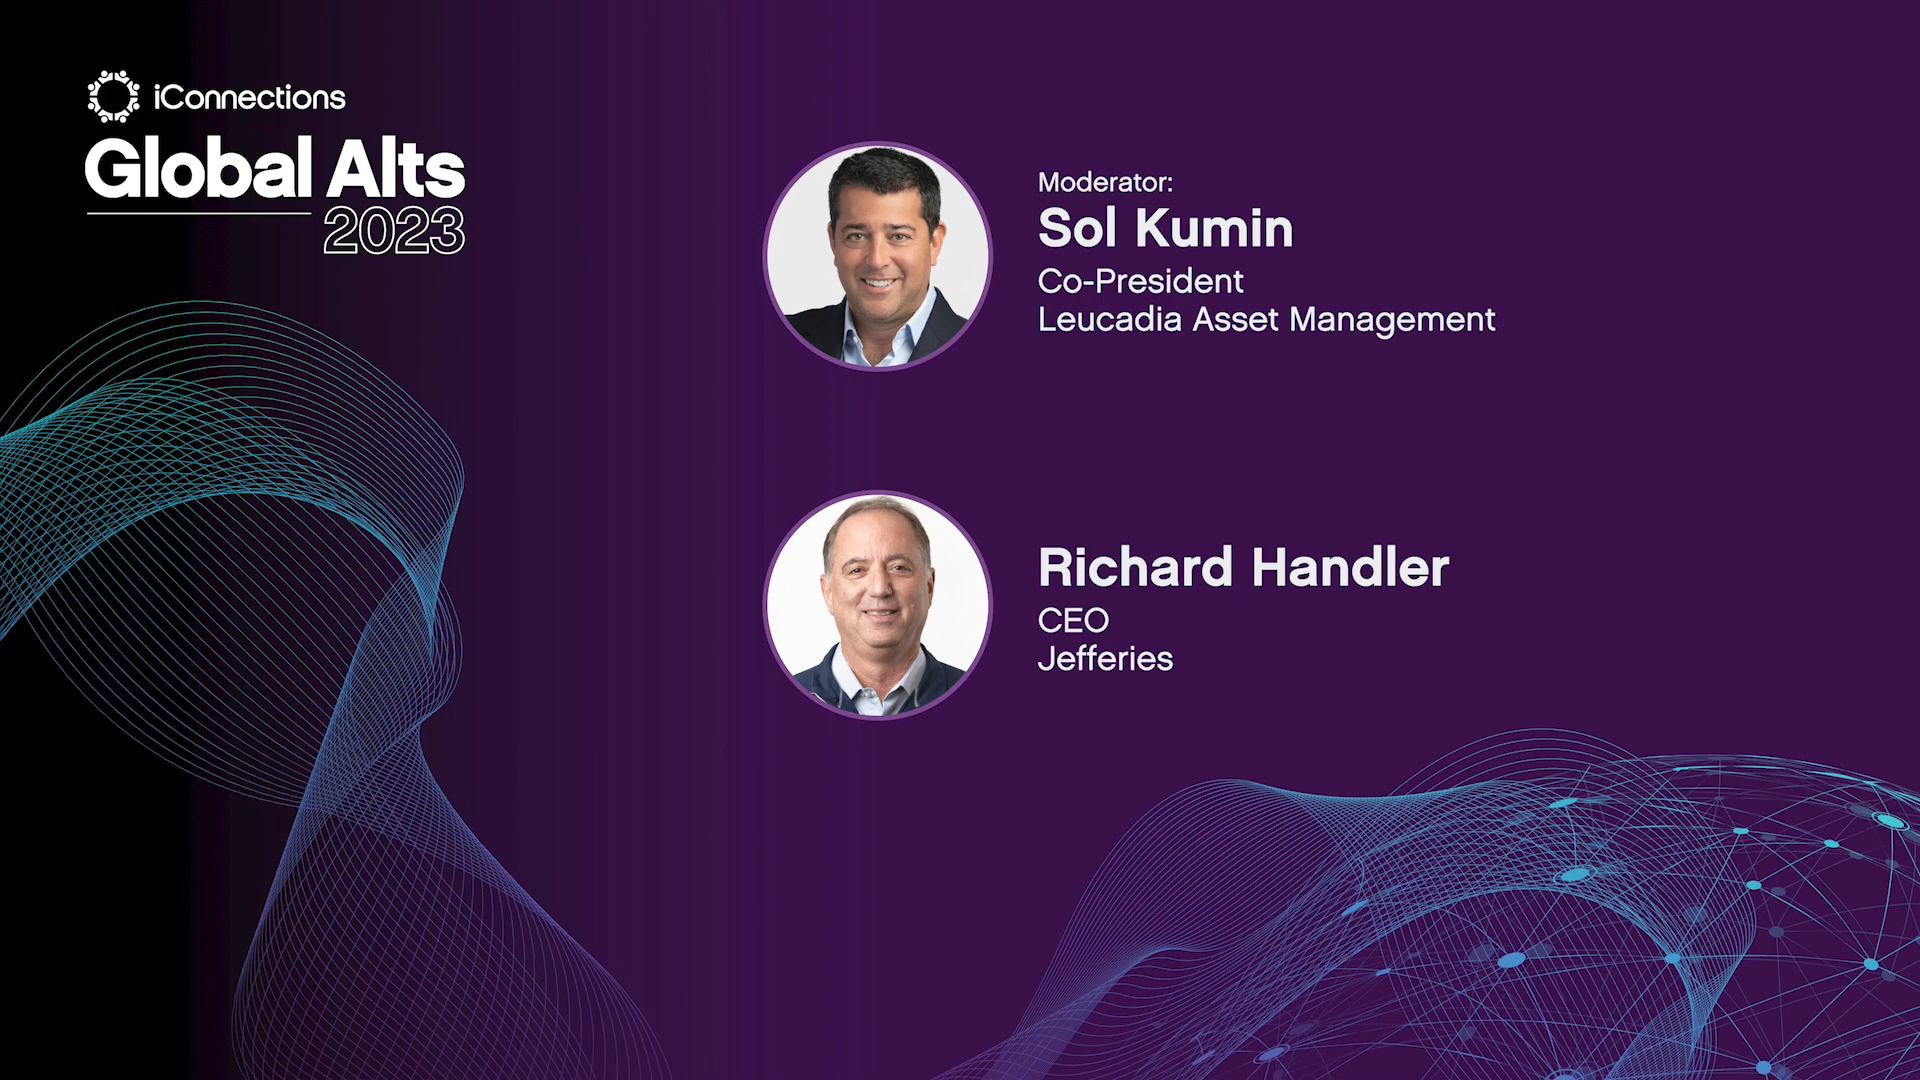 iConnections
Global Alts
2023
Moderator:
Sol Kumin
Co-President
Leucadia Asset Management
Richard Handler
CEO
Jefferies